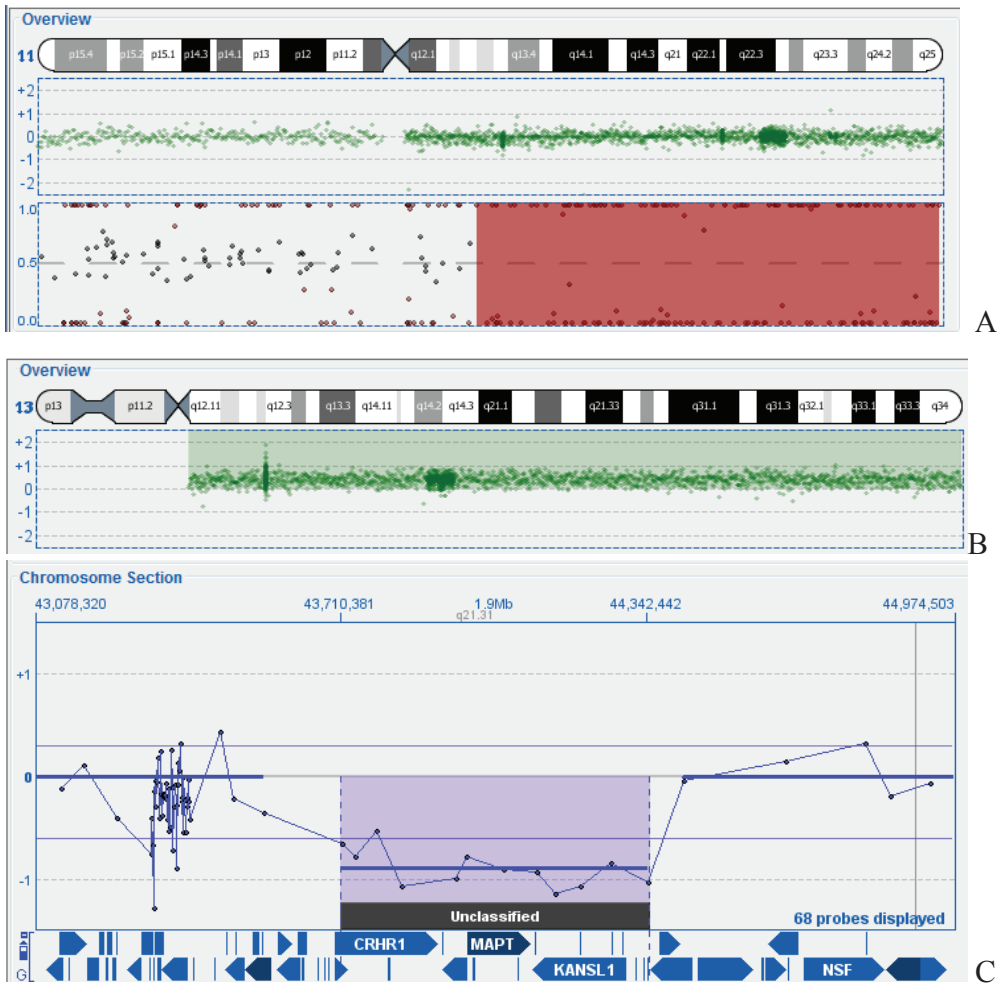 Overview
11 p15.4 p15.2 p15.1 p14.3 p14.1 p13 p12 p11.2 q12.1 q13.4 q14.1 q14.3 q21 q22.1 q22.3 q23.3 q24.2 q25
+2
+1
0
-1
-2
1.0
0.5
0.0
A
Overview
13 p13 p11.2 q12.11 q12.3 q13.3 q14.11 q14.2 q14.3 q21.1 q21.33 q31.1 q31.3 q32.1 q33.1 q33.3 q34
+2
+1
0
-1
-2
B
Chromosome Section
43,078,320 43,710,381 1.9Mb 44,342,442 44,974,503
q21.31
+1
0
-1
Unclassified 68 probes displayed
CRHR1 MAPT
G KANSL1 NSF
C